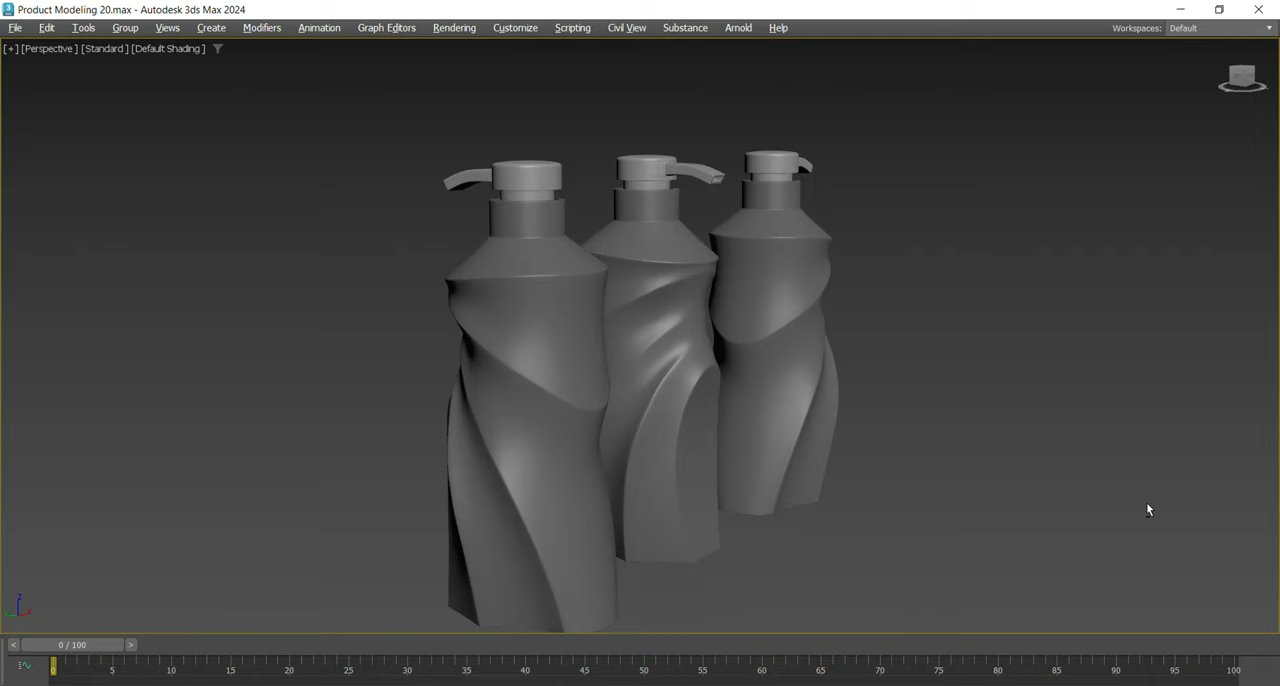 Product Modeling 20.max - Autodesk 3ds Max 2024
File Edit Tools Group Views Create Modifiers Animation Graph Editors Rendering Customize Scripting Civil View Substance Arnold Help Workspaces: Default
[+] [Perspective] [Standard] [Default Shading]
z
x
< 0 / 100 >
0 5 10 15 20 25 30 35 40 45 50 55 60 65 70 75 80 85 90 95 100